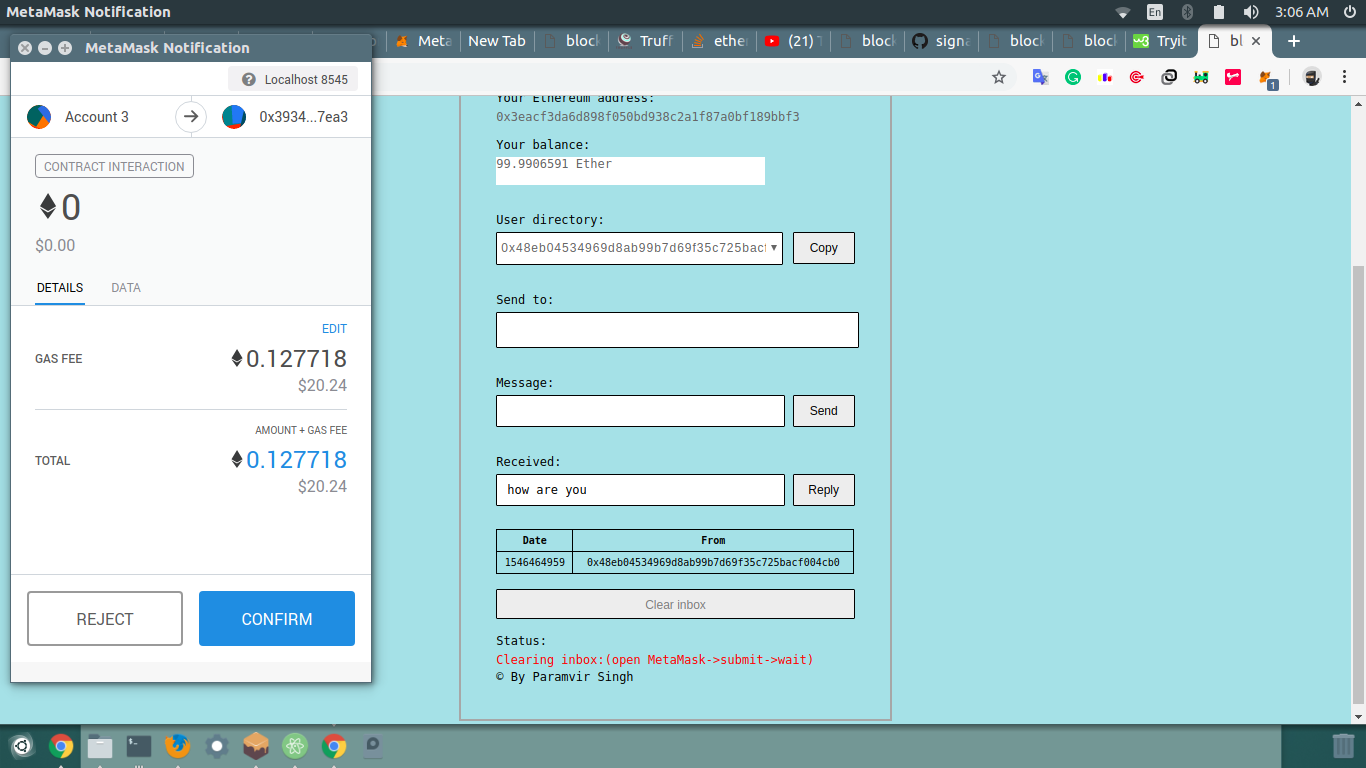 MetaMask Notification
En
3:06 AM
MetaMask Notification
Meta
New Tab
block
Truff
ether
(21) T
block
signa
block
block
Tryit
bl
Localhost 8545
1
Account 3
0x3934...7ea3
CONTRACT INTERACTION
0
$0.00
DETAILS
DATA
EDIT
GAS FEE
0.127718
$20.24
AMOUNT + GAS FEE
TOTAL
0.127718
$20.24
REJECT
CONFIRM
Your Ethereum address:
0x3eacf3da6d898f050bd938c2a1f87a0bf189bbf3
Your balance:
99.9906591 Ether
User directory:
0x48eb04534969d8ab99b7d69f35c725bacf
Copy
Send to:
Message:
Send
Received:
how are you
Reply
Date From
1546464959 0x48eb04534969d8ab99b7d69f35c725bacf004cb0
Clear inbox
Status:
Clearing inbox:(open MetaMask->submit->wait)
© By Paramvir Singh